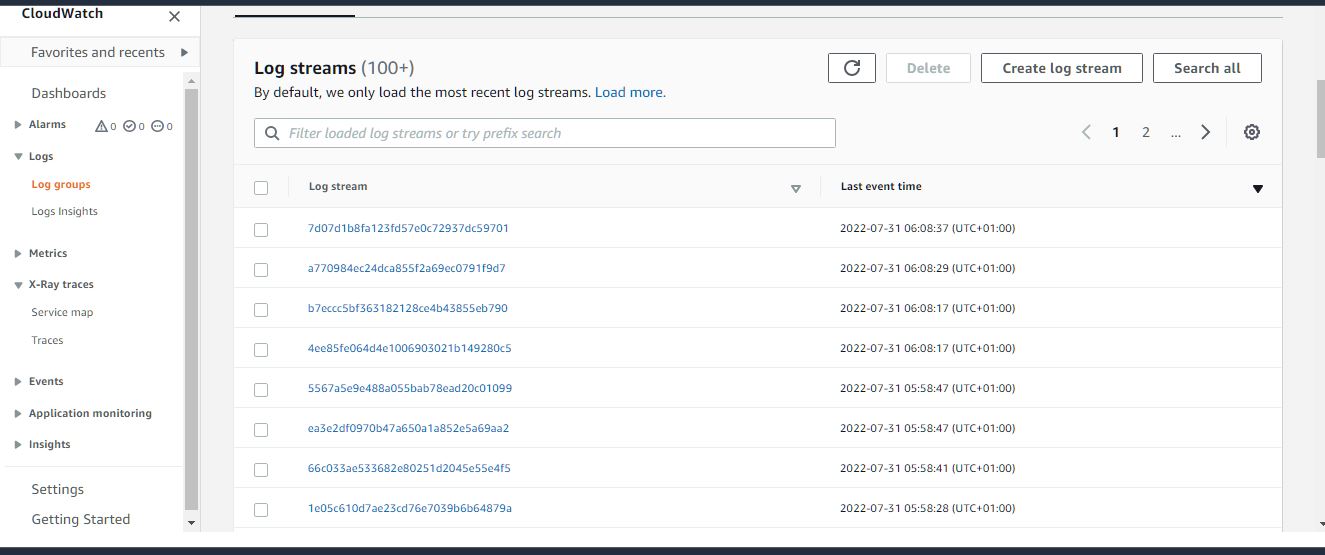 CloudWatch
Favorites and recents
Dashboards
Alarms 0 0 0
Logs
Log groups
Logs Insights
Metrics
X-Ray traces
Service map
Traces
Events
Application monitoring
Insights
Settings
Getting Started
Log streams (100+)
Delete
Create log stream
Search all
By default, we only load the most recent log streams. Load more.
Filter loaded log streams or try prefix search
1 2 ...
Log stream Last event time
7d07d1b8fa123fd57e0c72937dc59701 2022-07-31 06:08:37 (UTC+01:00)
a770984ec24dca855f2a69ec0791f9d7 2022-07-31 06:08:29 (UTC+01:00)
b7eccc5bf363182128ce4b43855eb790 2022-07-31 06:08:17 (UTC+01:00)
4ee85fe064d4e1006903021b149280c5 2022-07-31 06:08:17 (UTC+01:00)
5567a5e9e488a055bab78ead20c01099 2022-07-31 05:58:47 (UTC+01:00)
ea3e2df0970b47a650a1a852e5a69aa2 2022-07-31 05:58:47 (UTC+01:00)
66c033ae533682e80251d2045e55e4f5 2022-07-31 05:58:41 (UTC+01:00)
1e05c610d7ae23cd76e7039b6b64879a 2022-07-31 05:58:28 (UTC+01:00)